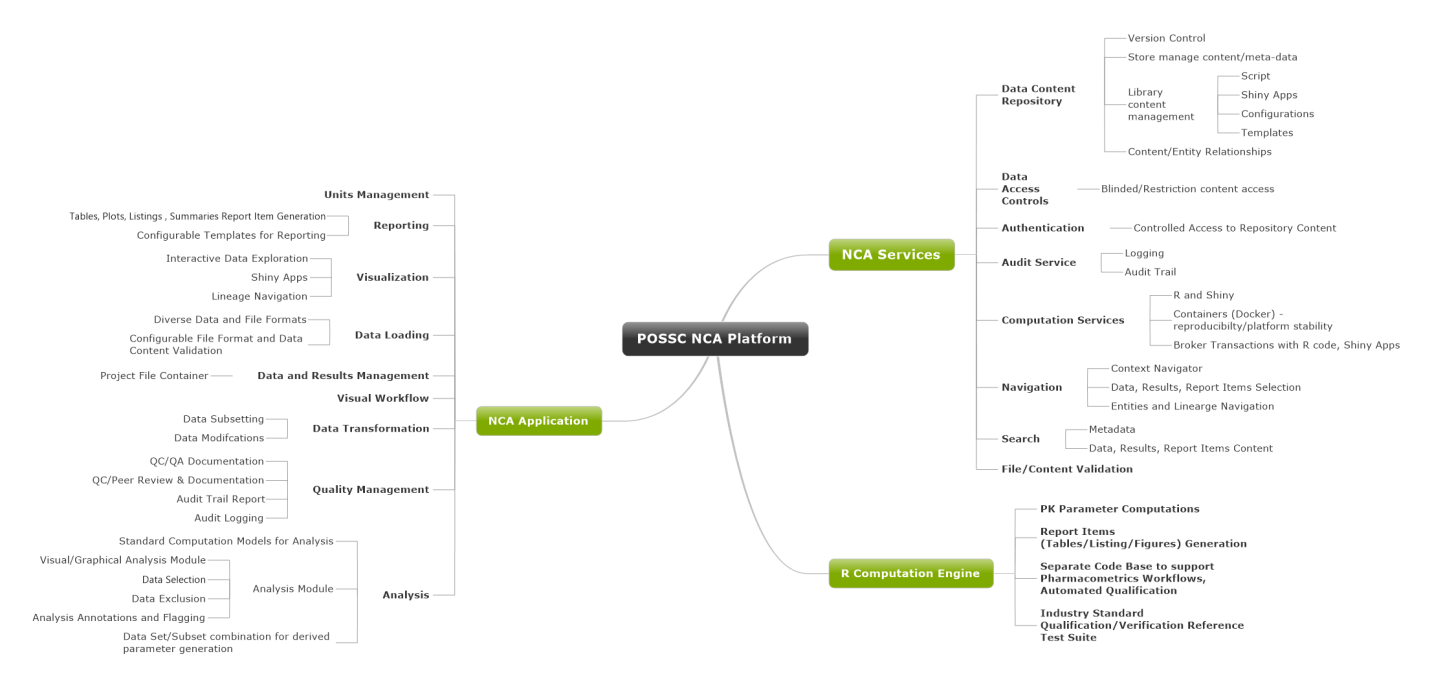 POSSC NCA Platform
NCA Services
Data Content
Repository
Version Control
Store manage content/meta-data
Library
content
management
Script
Shiny Apps
Configurations
Templates
Content/Entity Relationships
Data
Access
Controls
Blinded/Restriction content access
Authentication
Controlled Access to Repository Content
Audit Service
Logging
Audit Trail
Computation Services
R and Shiny
Containers (Docker) -
reproducibilty/platform stability
Broker Transactions with R code, Shiny Apps
Navigation
Context Navigator
Data, Results, Report Items Selection
Entities and Linearge Navigation
Search
Metadata
Data, Results, Report Items Content
File/Content Validation
R Computation Engine
PK Parameter Computations
Report Items
(Tables/Listing/Figures) Generation
Separate Code Base to support
Pharmacometrics Workflows,
Automated Qualification
Industry Standard
Qualification/Verification Reference
Test Suite
NCA Application
Units Management
Reporting
Tables, Plots, Listings , Summaries Report Item Generation
Configurable Templates for Reporting
Visualization
Interactive Data Exploration
Shiny Apps
Lineage Navigation
Data Loading
Diverse Data and File Formats
Configurable File Format and Data
Content Validation
Data and Results Management
Project File Container
Visual Workflow
Data Transformation
Data Subsetting
Data Modifcations
Quality Management
QC/QA Documentation
QC/Peer Review & Documentation
Audit Trail Report
Audit Logging
Analysis
Standard Computation Models for Analysis
Analysis Module
Visual/Graphical Analysis Module
Data Selection
Data Exclusion
Analysis Annotations and Flagging
Data Set/Subset combination for derived
parameter generation